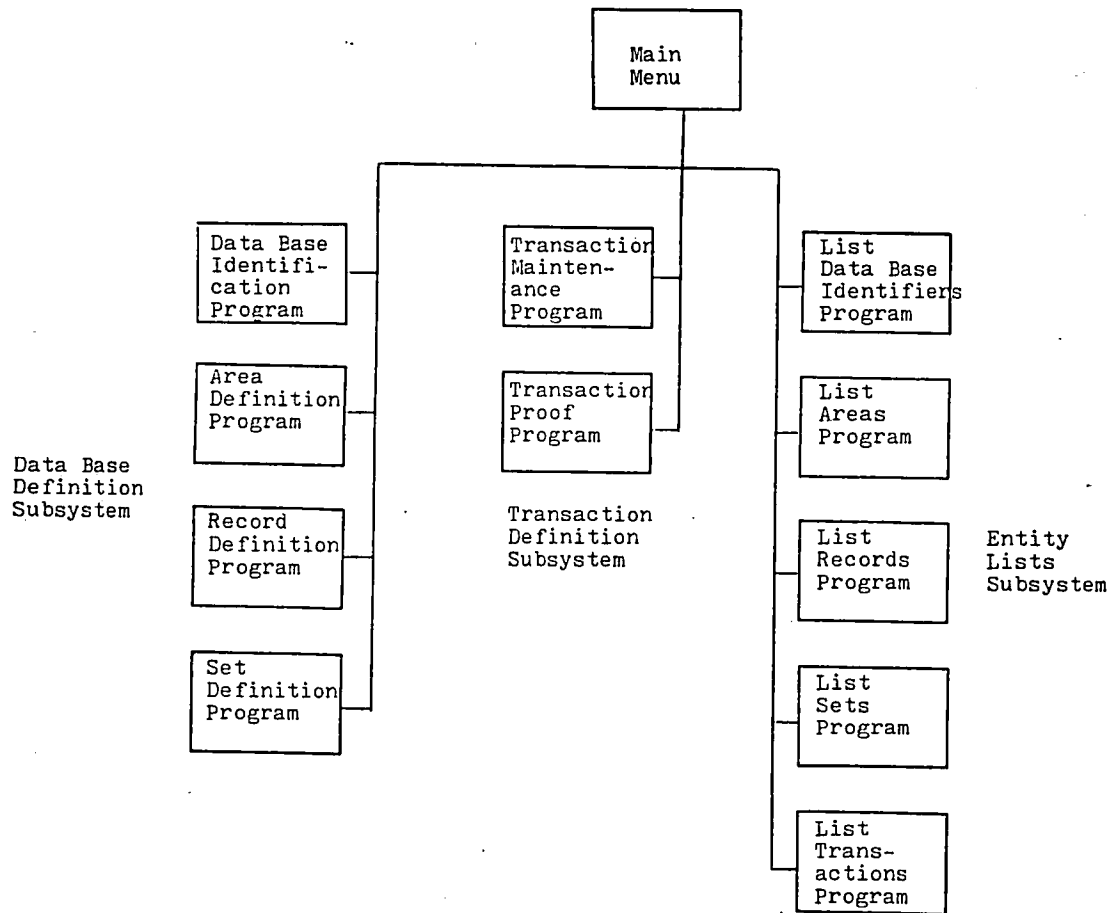 Main
Menu
Data Base
Identifi-
cation
Program
Area
Definition
Program
Data Base
Definition
Subsystem
Record
Definition
Program
Set
Definition
Program
Transaction
Mainten-
ance
Program
Transaction
Proof
Program
Transaction
Definition
Subsystem
List
Data Base
Identifiers
Program
List
Areas
Program
List
Records
Program
Entity
Lists
Subsystem
List
Sets
Program
List
Trans-
actions
Program